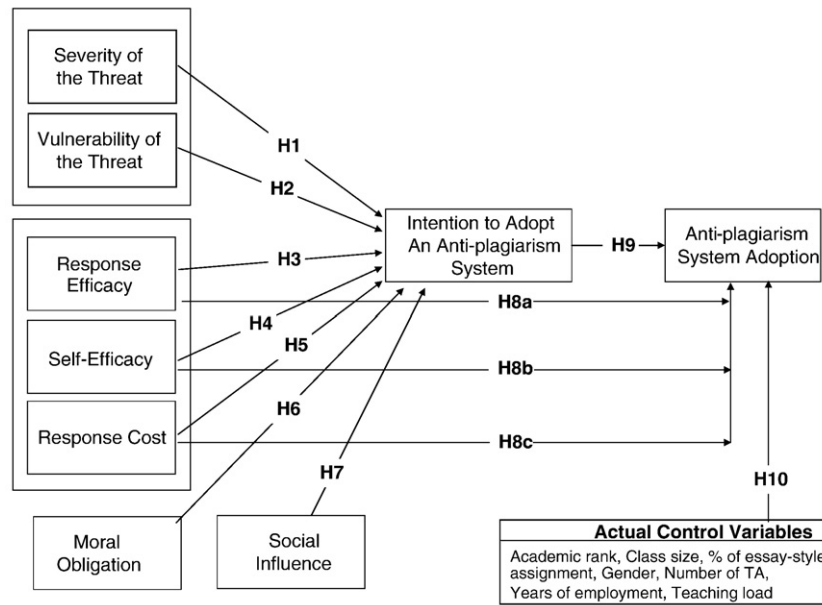 Severity of
the Threat
Vulnerability of
the Threat
H1
H2
Response
Efficacy
Self-Efficacy
Response Cost
H3
H4
H5
H6
H7
Intention to Adopt
An Anti-plagiarism
System
H9
Anti-plagiarism
System Adoption
H8a
H8b
H8c
H10
Moral
Obligation
Social
Influence
Actual Control Variables
Academic rank, Class size, % of essay-style
assignment, Gender, Number of TA,
Years of employment, Teaching load